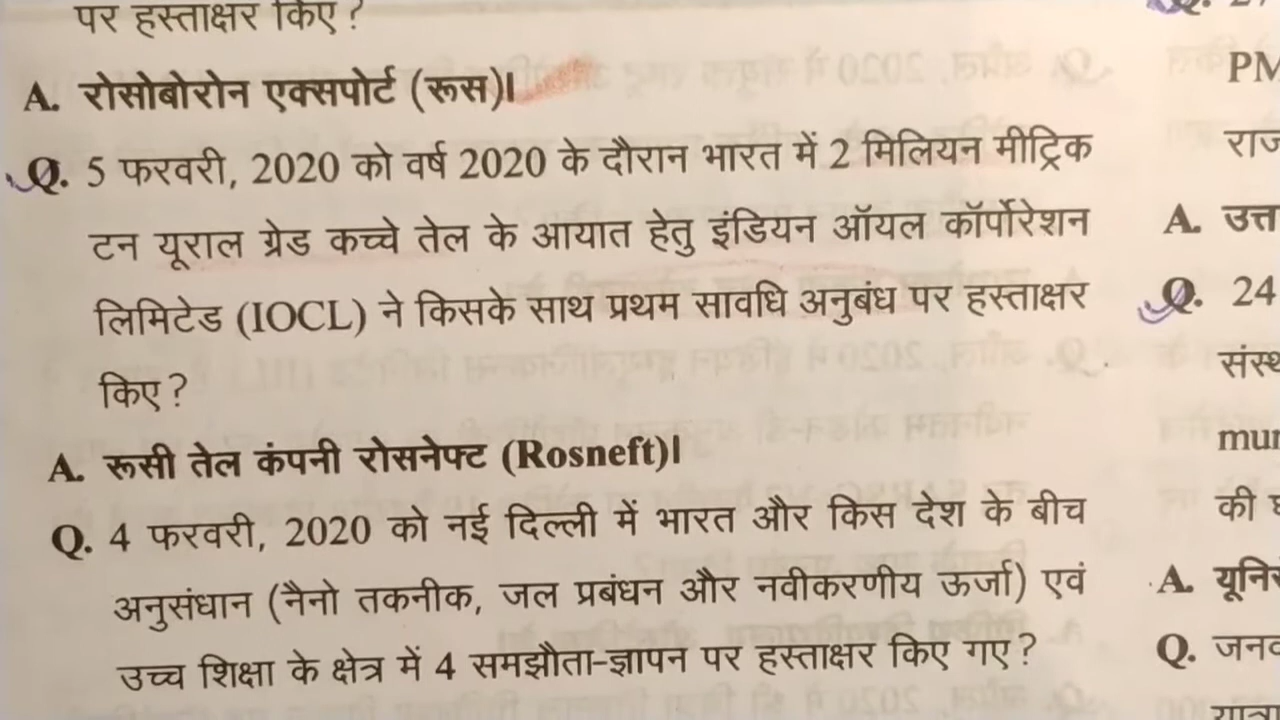 पर हस्ताक्षर किए?
A. रोसोबोरोन एक्सपोर्ट (रूस)।
Q. 5 फरवरी, 2020 को वर्ष 2020 के दौरान भारत में 2 मिलियन मीट्रिक
टन यूराल ग्रेड कच्चे तेल के आयात हेतु इंडियन ऑयल कॉर्पोरेशन
लिमिटेड (IOCL) ने किसके साथ प्रथम सावधि अनुबंध पर हस्ताक्षर
किए?
A. रूसी तेल कंपनी रोसनेफ्ट (Rosneft)।
Q. 4 फरवरी, 2020 को नई दिल्ली में भारत और किस देश के बीच
अनुसंधान (नैनो तकनीक, जल प्रबंधन और नवीकरणीय ऊर्जा) एवं
उच्च शिक्षा के क्षेत्र में 4 समझौता-ज्ञापन पर हस्ताक्षर किए गए?
PM
A.
Q. 24
की
A.
Q.